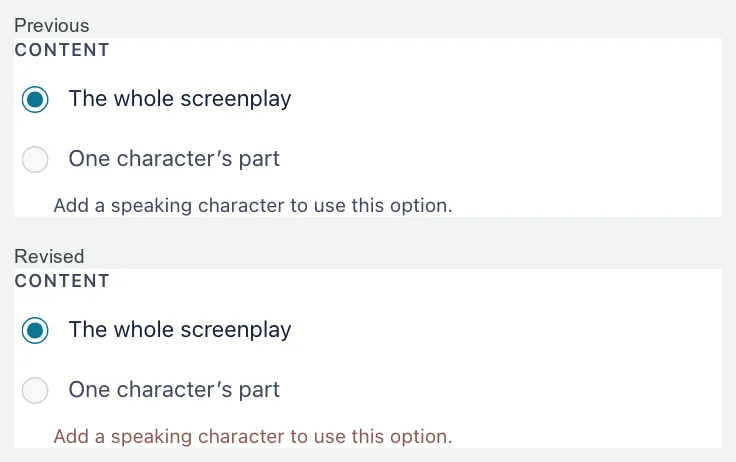 Previous
CONTENT
The whole screenplay
One character’s part
Add a speaking character to use this option.
Revised
CONTENT
The whole screenplay
One character’s part
Add a speaking character to use this option.